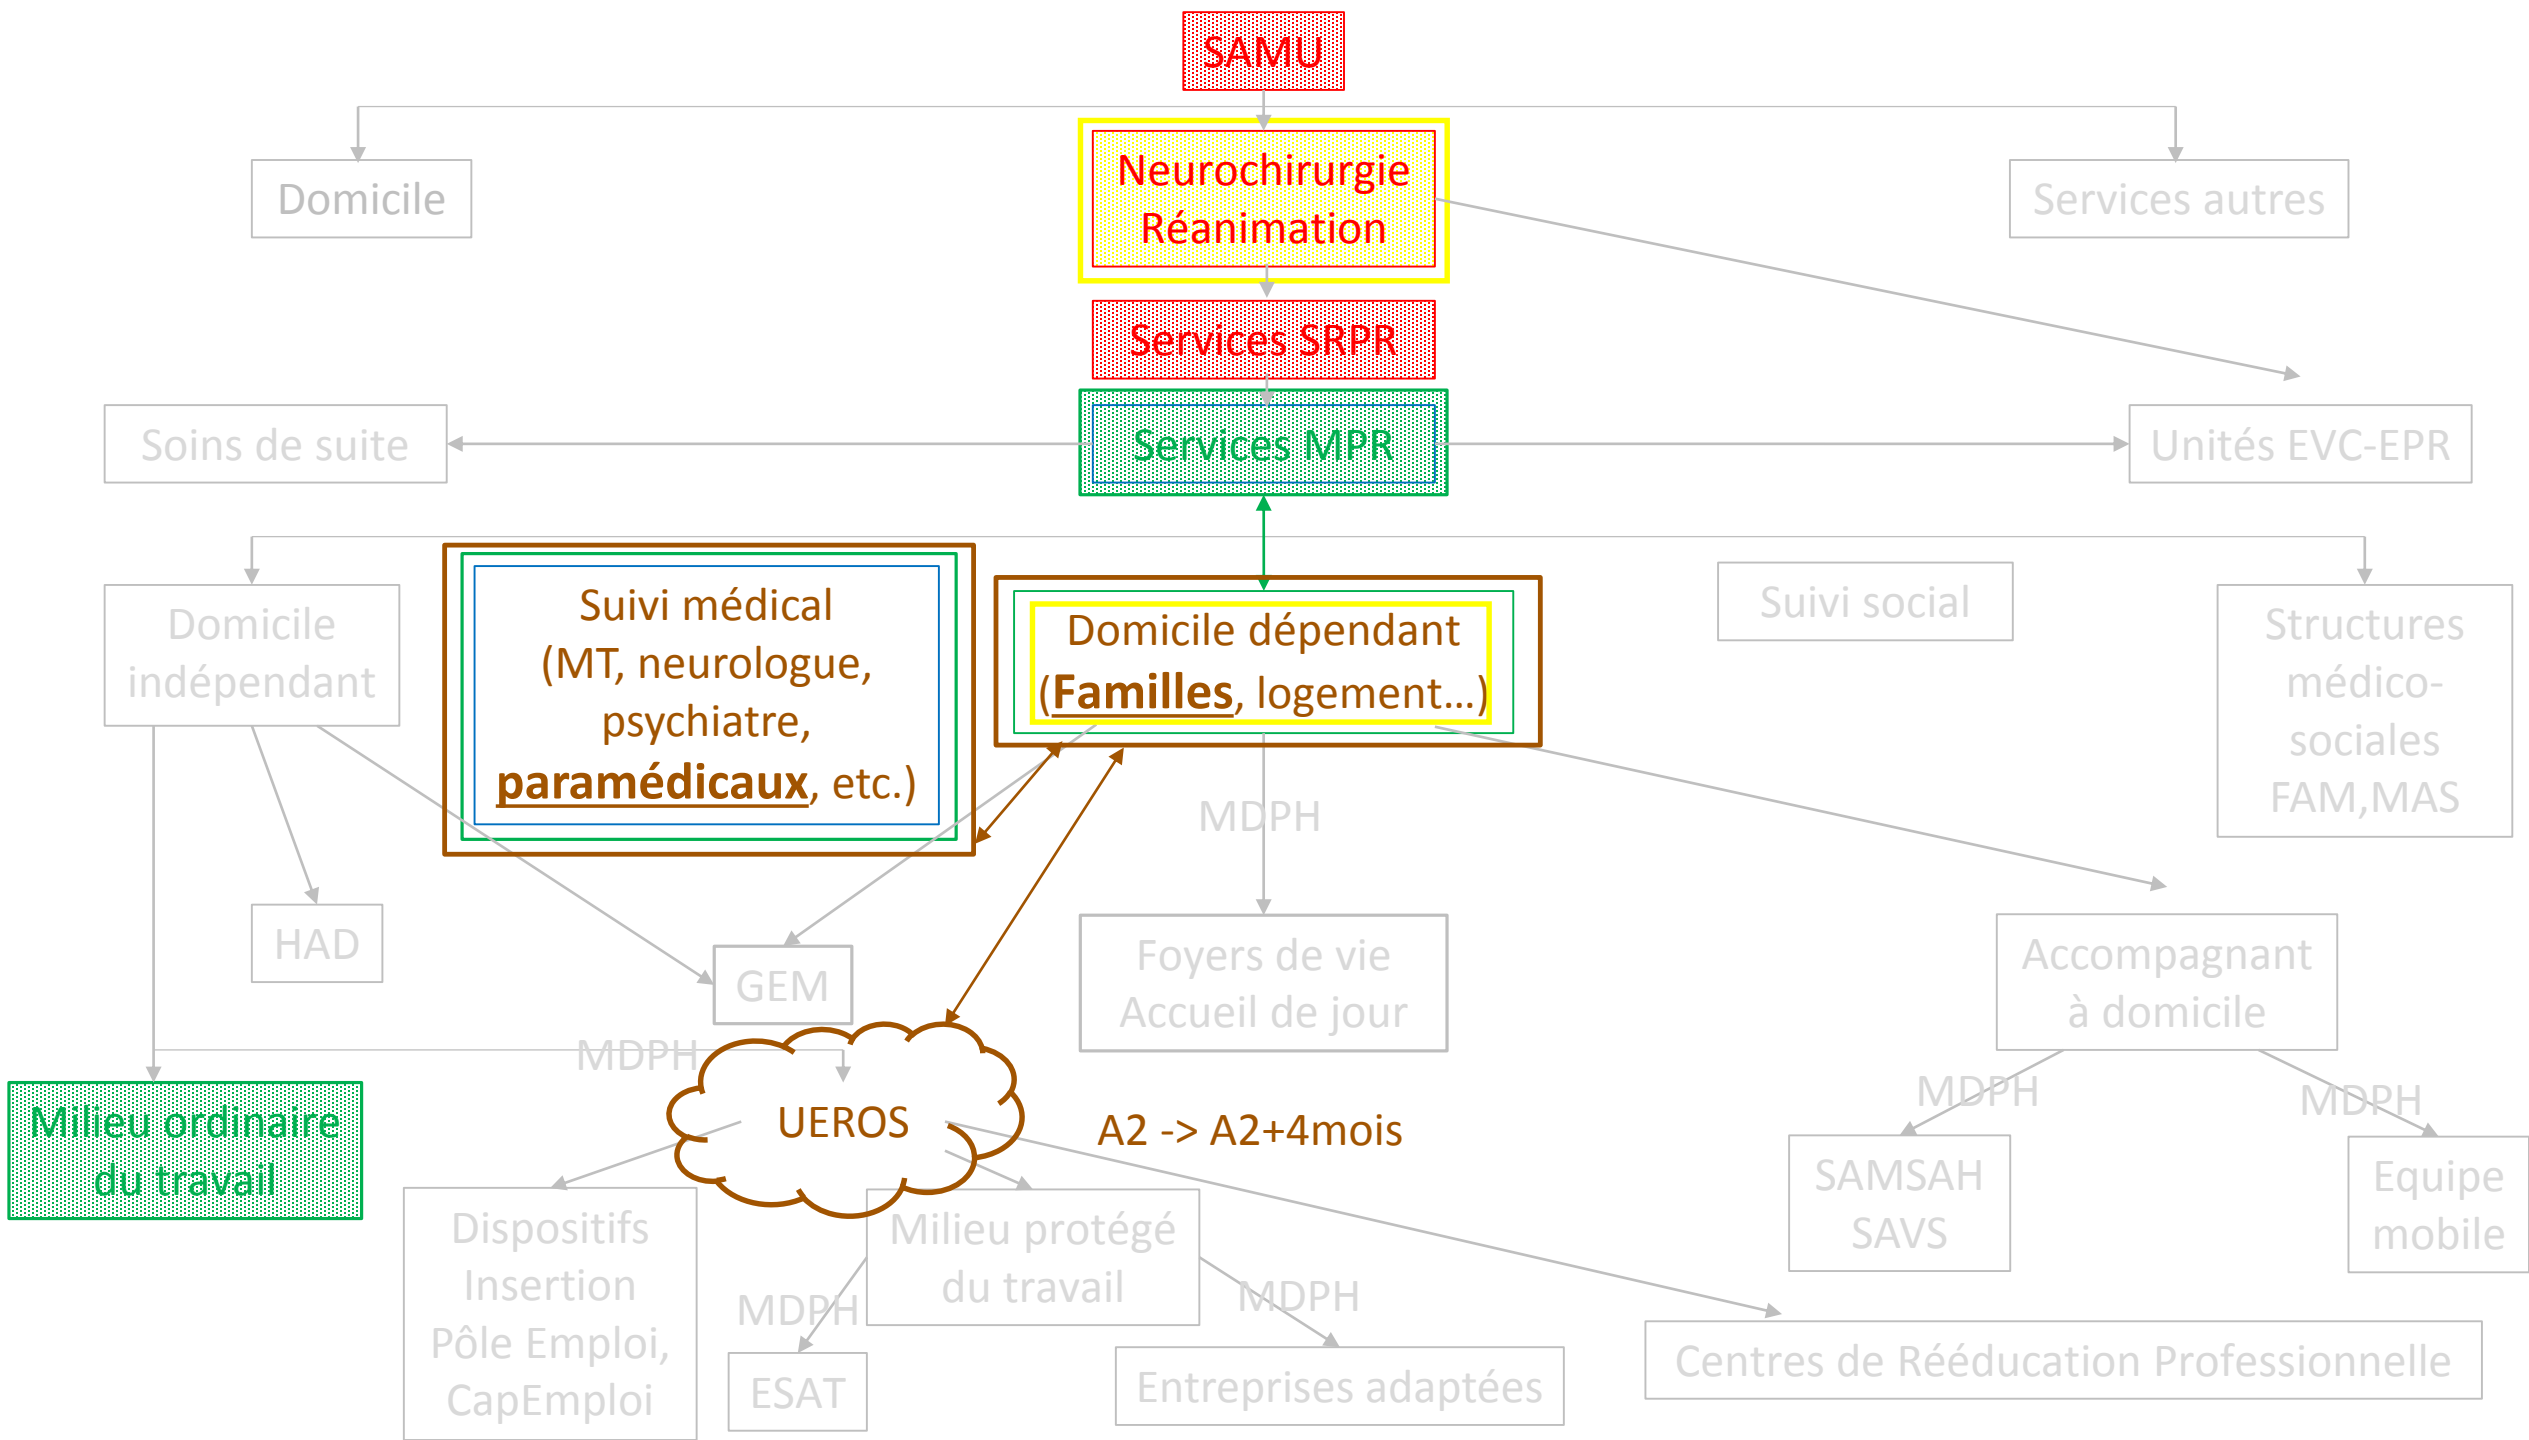 SAMU
Domicile
Neurochirurgie
Réanimation
Services autres
Services SRPR
Soins de suite
Services MPR
Unités EVC-EPR
Domicile
indépendant
Suivi médical
(MT, neurologue,
psychiatre,
paramédicaux, etc.)
Domicile dépendant
(Familles, logement...)
Suivi social
Structures
médico-
sociales
FAM,MAS
MDPH
HAD
GEM
Foyers de vie
Accueil de jour
Accompagnant
à domicile
MDPH
MDPH
MDPH
Milieu ordinaire
du travail
UEROS
A2 -> A2+4mois
SAMSAH
SAVS
Equipe
mobile
Dispositifs
Insertion
Pôle Emploi,
CapEmploi
Milieu protégé
du travail
MDPH
MDPH
ESAT
Entreprises adaptées
Centres de Rééducation Professionnelle